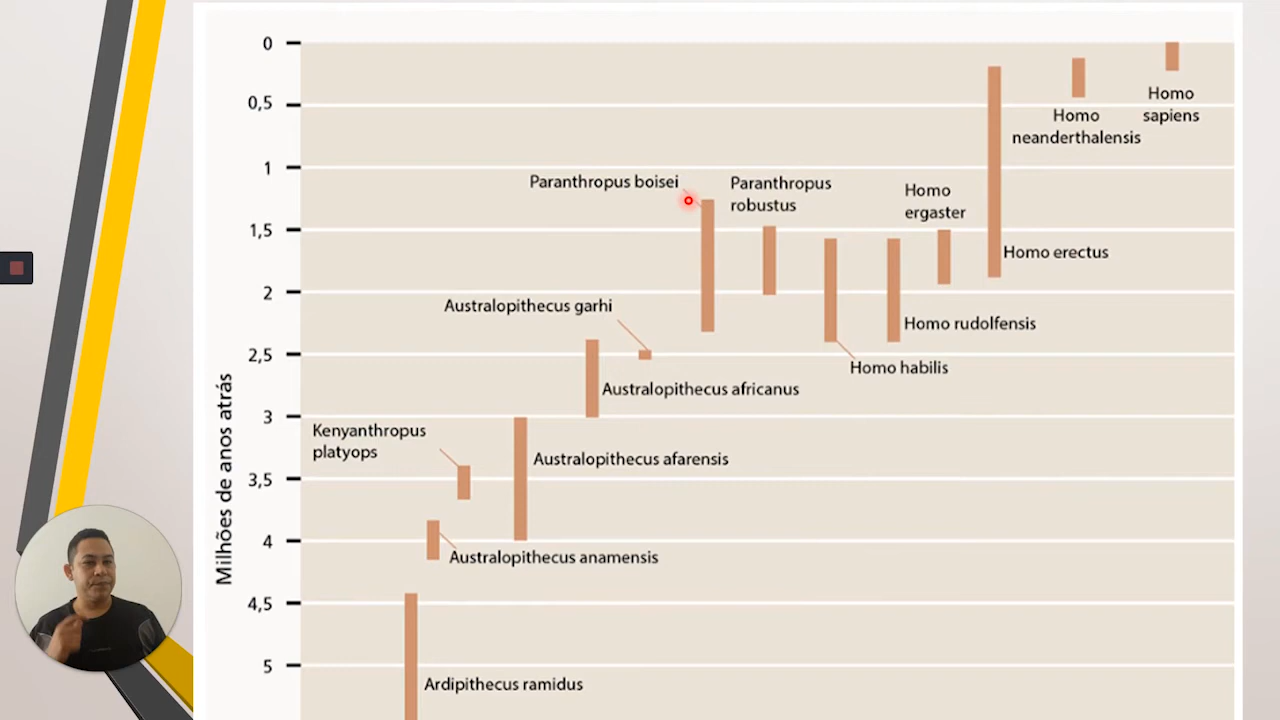 0
0,5
1
1,5
2
2,5
3
3,5
4
4,5
5
Milhões de anos atrás
Homo
sapiens
Homo
neanderthalensis
Paranthropus boisei
Paranthropus
robustus
Homo
ergaster
Homo erectus
Australopithecus garhi
Homo rudolfensis
Homo habilis
Australopithecus africanus
Kenyanthropus
platyops
Australopithecus afarensis
Australopithecus anamensis
Ardipithecus ramidus